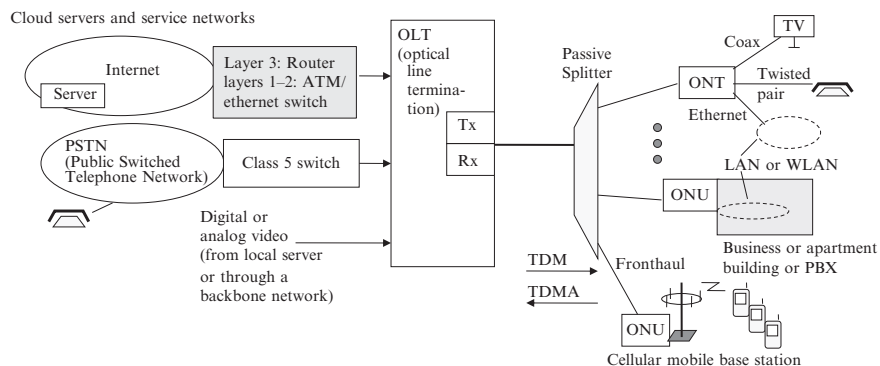 Cloud servers and service networks
Internet
Server
Layer 3: Router
layers 1–2: ATM/
ethernet switch
PSTN
(Public Switched
Telephone Network)
Class 5 switch
Digital or
analog video
(from local server
or through a
backbone network)
OLT
(optical
line
termina-
tion)
Tx
Rx
Passive
Splitter
TDM
TDMA
Fronthaul
TV
Coax
ONT
Twisted
pair
Ethernet
LAN or WLAN
ONU
Business or apartment
building or PBX
ONU
Cellular mobile base station